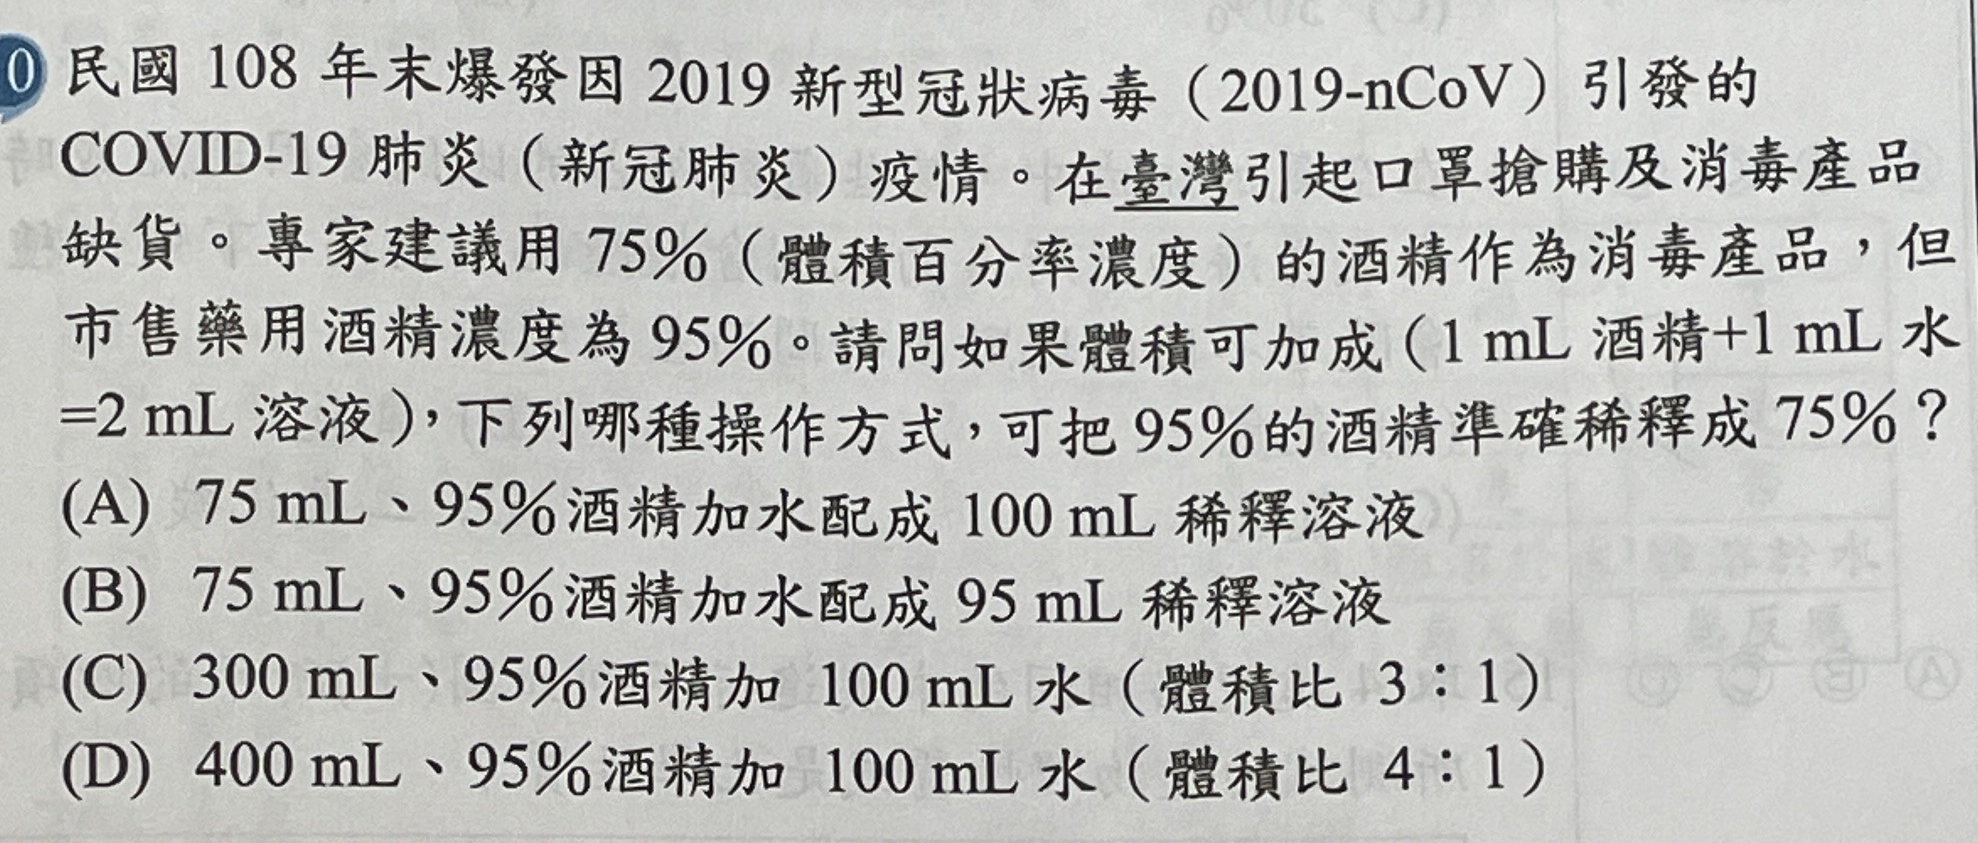 0 民國 108 年末爆發因 2019 新型冠狀病毒（2019-nCoV）引發的
COVID-19 肺炎（新冠肺炎）疫情。在臺灣引起口罩搶購及消毒產品
缺貨。專家建議用 75%（體積百分率濃度）的酒精作為消毒產品，但
市售藥用酒精濃度為 95%。請問如果體積可加成（1 mL 酒精+1 mL 水
=2 mL 溶液），下列哪種操作方式，可把 95%的酒精準確稀釋成 75%？
(A) 75 mL、95%酒精加水配成 100 mL 稀釋溶液
(B) 75 mL、95%酒精加水配成 95 mL 稀釋溶液
(C) 300 mL、95%酒精加 100 mL 水（體積比 3：1）
(D) 400 mL、95%酒精加 100 mL 水（體積比 4：1）